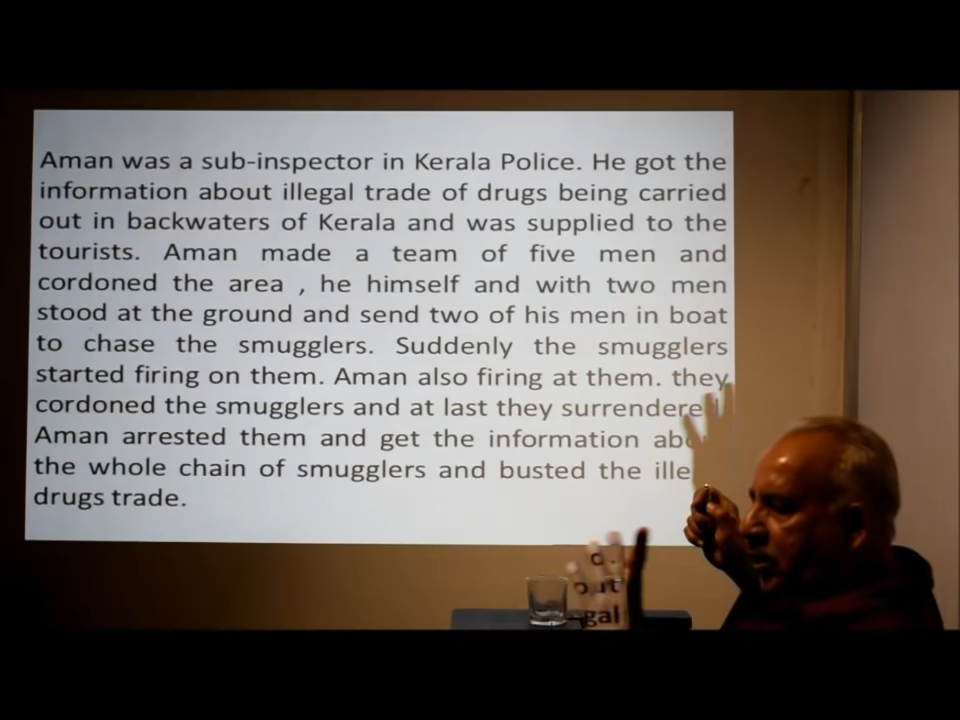 Aman was a sub-inspector in Kerala Police. He got the
information about illegal trade of drugs being carried
out in backwaters of Kerala and was supplied to the
tourists. Aman made a team of five men and
cordoned the area , he himself and with two men
stood at the ground and send two of his men in boat
to chase the smugglers. Suddenly the smugglers
started firing on them. Aman also firing at them. they
cordoned the smugglers and at last they surrendere
Aman arrested them and get the information
the whole chain of smugglers and busted the
drugs trade.
d.
out
gal